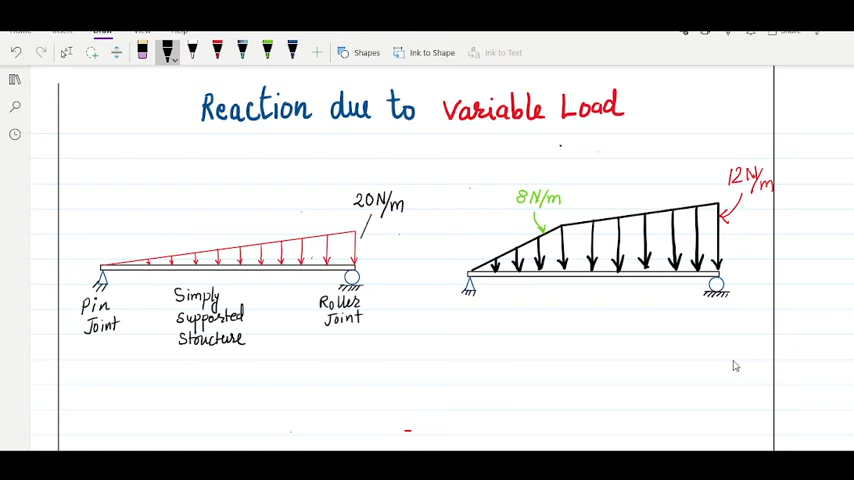 Draw
Shapes
Ink to Shape
Ink to Text
Reaction due to Variable Load
20N/m
Pin
Joint
Simply
Supported
Structure
Roller
Joint
8N/m
12N/m